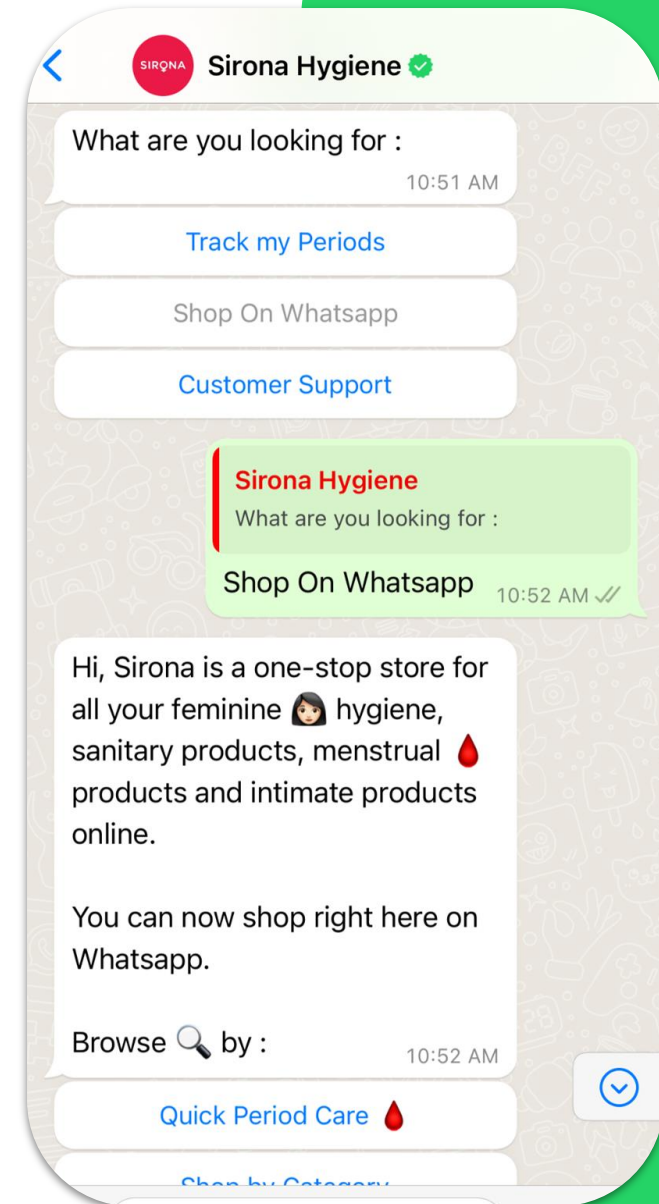 SIRONA
Sirona Hygiene
What are you looking for :
10:51 AM
Track my Periods
Shop On Whatsapp
Customer Support
Sirona Hygiene
What are you looking for :
Shop On Whatsapp 10:52 AM
Hi, Sirona is a one-stop store for
all your feminine 👩🏻 hygiene,
sanitary products, menstrual 🩸
products and intimate products
online.
You can now shop right here on
Whatsapp.
Browse 🔍 by :
10:52 AM
Quick Period Care 🩸
Shop by Category